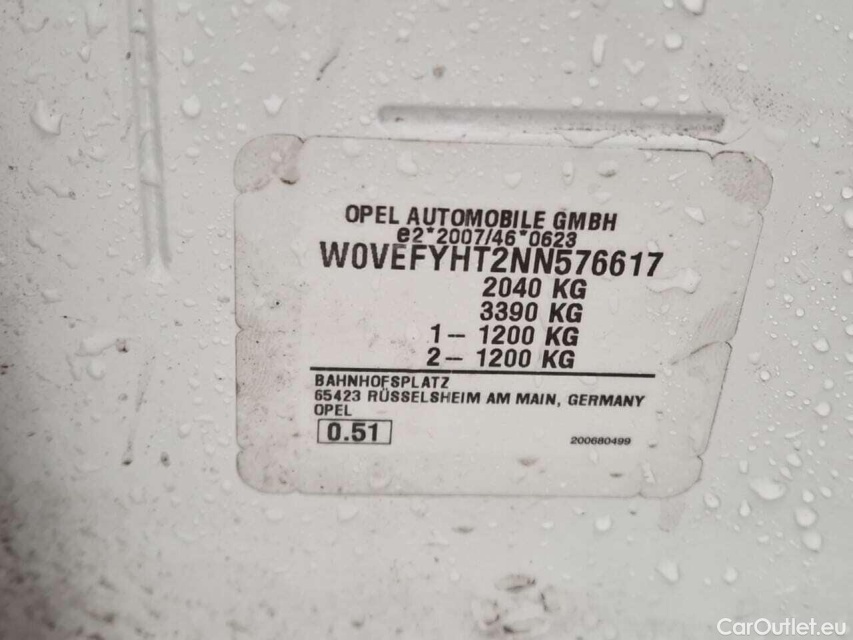 OPEL AUTOMOBILE GMBH
e2*2007/46*0623
W0VEFYHT2NN576617
2040 KG
3390 KG
1– 1200 KG
2– 1200 KG
BAHNHOFSPLATZ
65423 RÜSSELSHEIM AM MAIN, GERMANY
OPEL
0.51
200680499
CarOutlet.eu